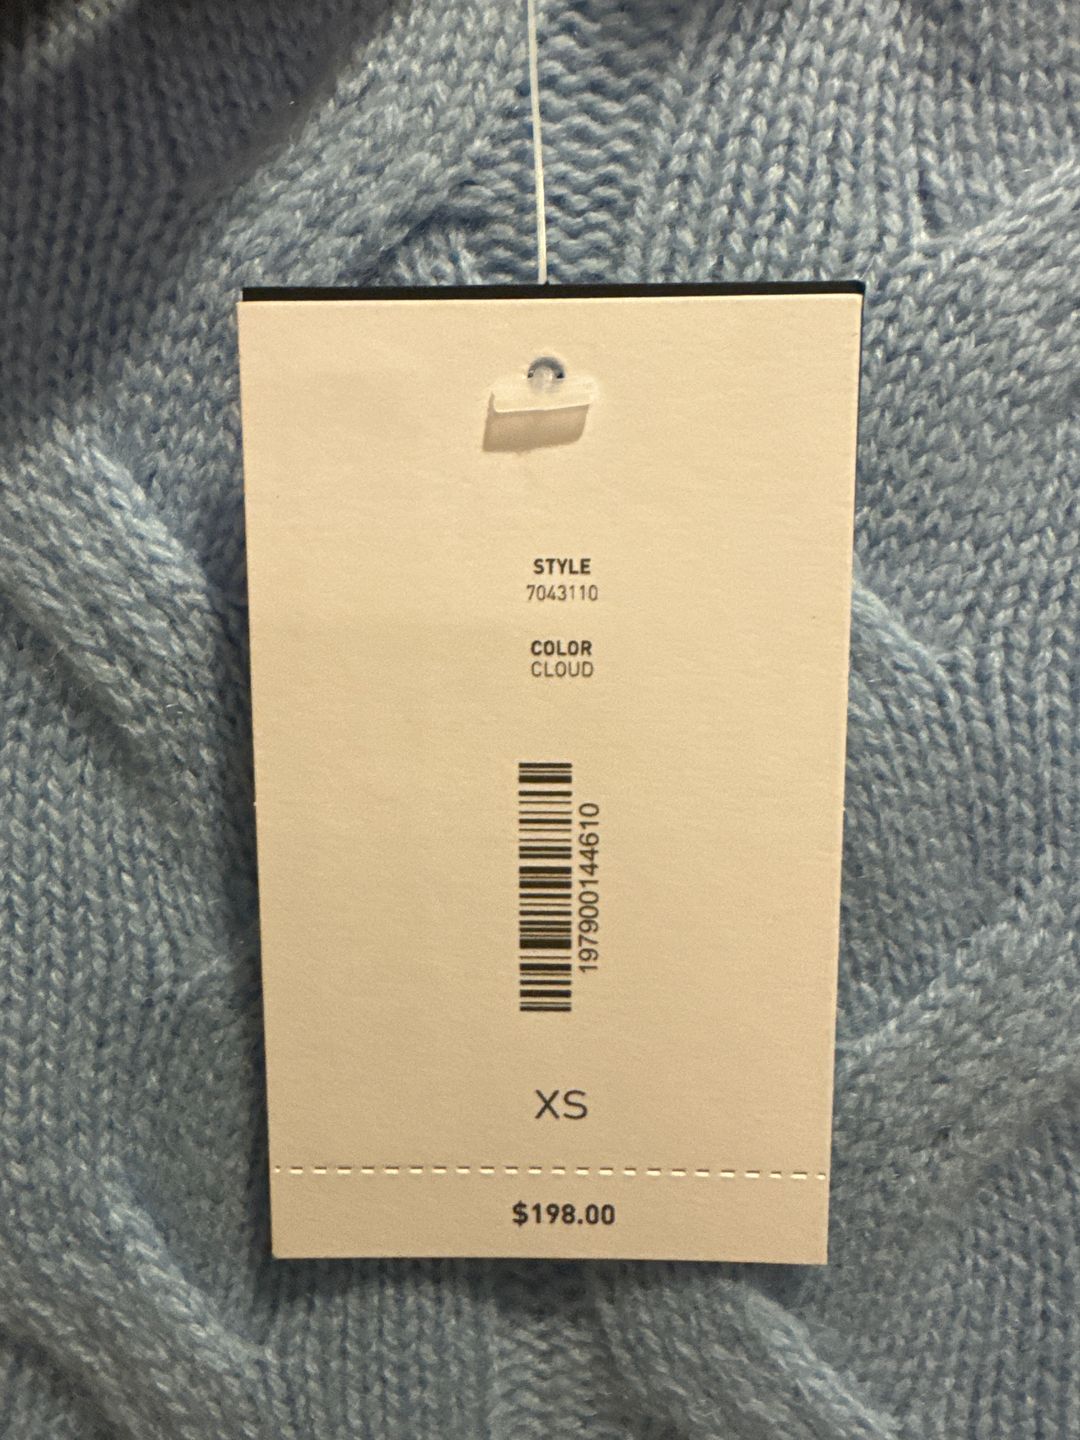 STYLE
7043110
COLOR
CLOUD
197900144610
XS
$198.00